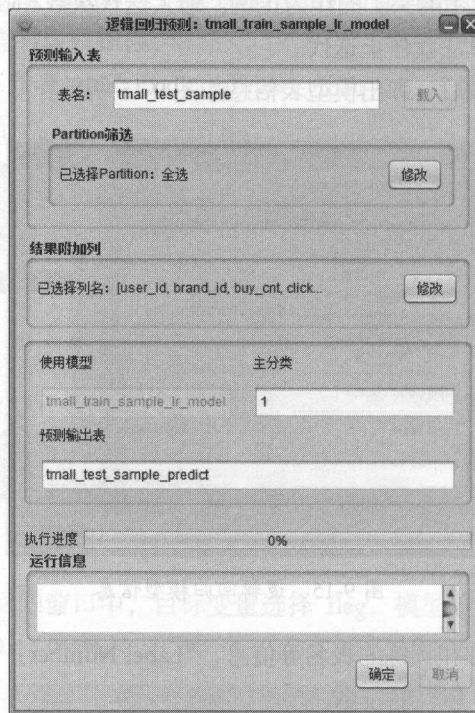 逻辑回归预测：tmall_train_sample_lr_model
预测输入表
表名： tmall_test_sample 载入
Partition筛选
已选择Partition：全选 修改
结果附加列
已选择列名：[user_id, brand_id, buy_cnt, click... 修改
使用模型 主分类
tmall_train_sample_lr_model 1
预测输出表
tmall_test_sample_predict
执行进度 0%
运行信息
确定 取消